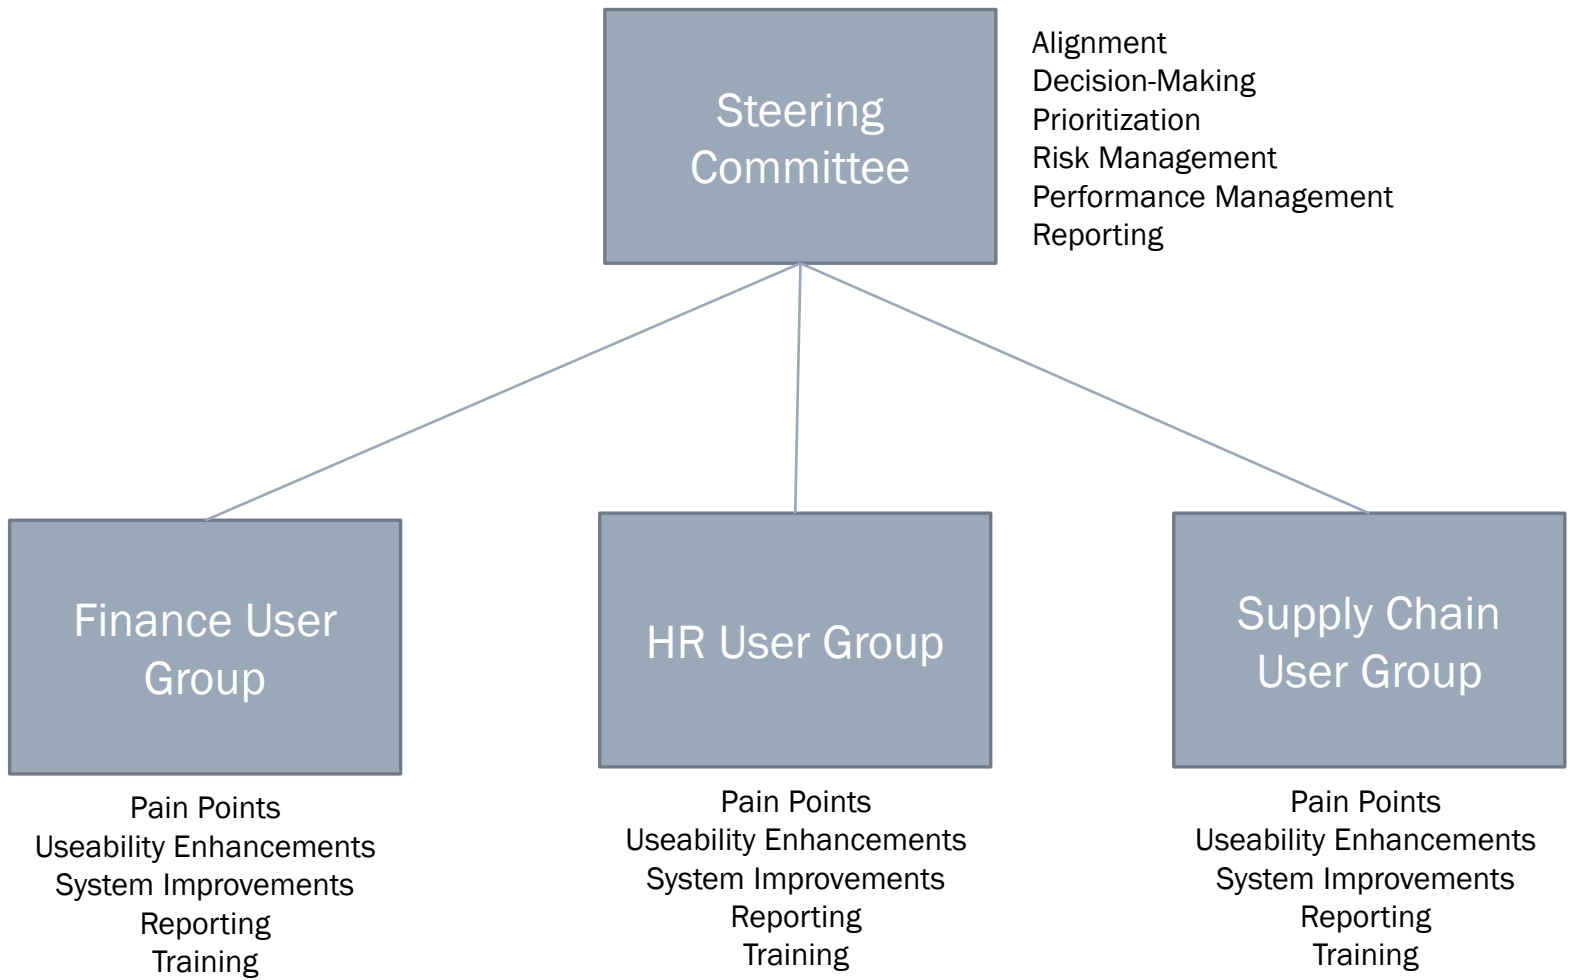 Steering
Committee
Alignment
Decision-Making
Prioritization
Risk Management
Performance Management
Reporting
Finance User
Group
Pain Points
Useability Enhancements
System Improvements
Reporting
Training
HR User Group
Pain Points
Useability Enhancements
System Improvements
Reporting
Training
Supply Chain
User Group
Pain Points
Useability Enhancements
System Improvements
Reporting
Training